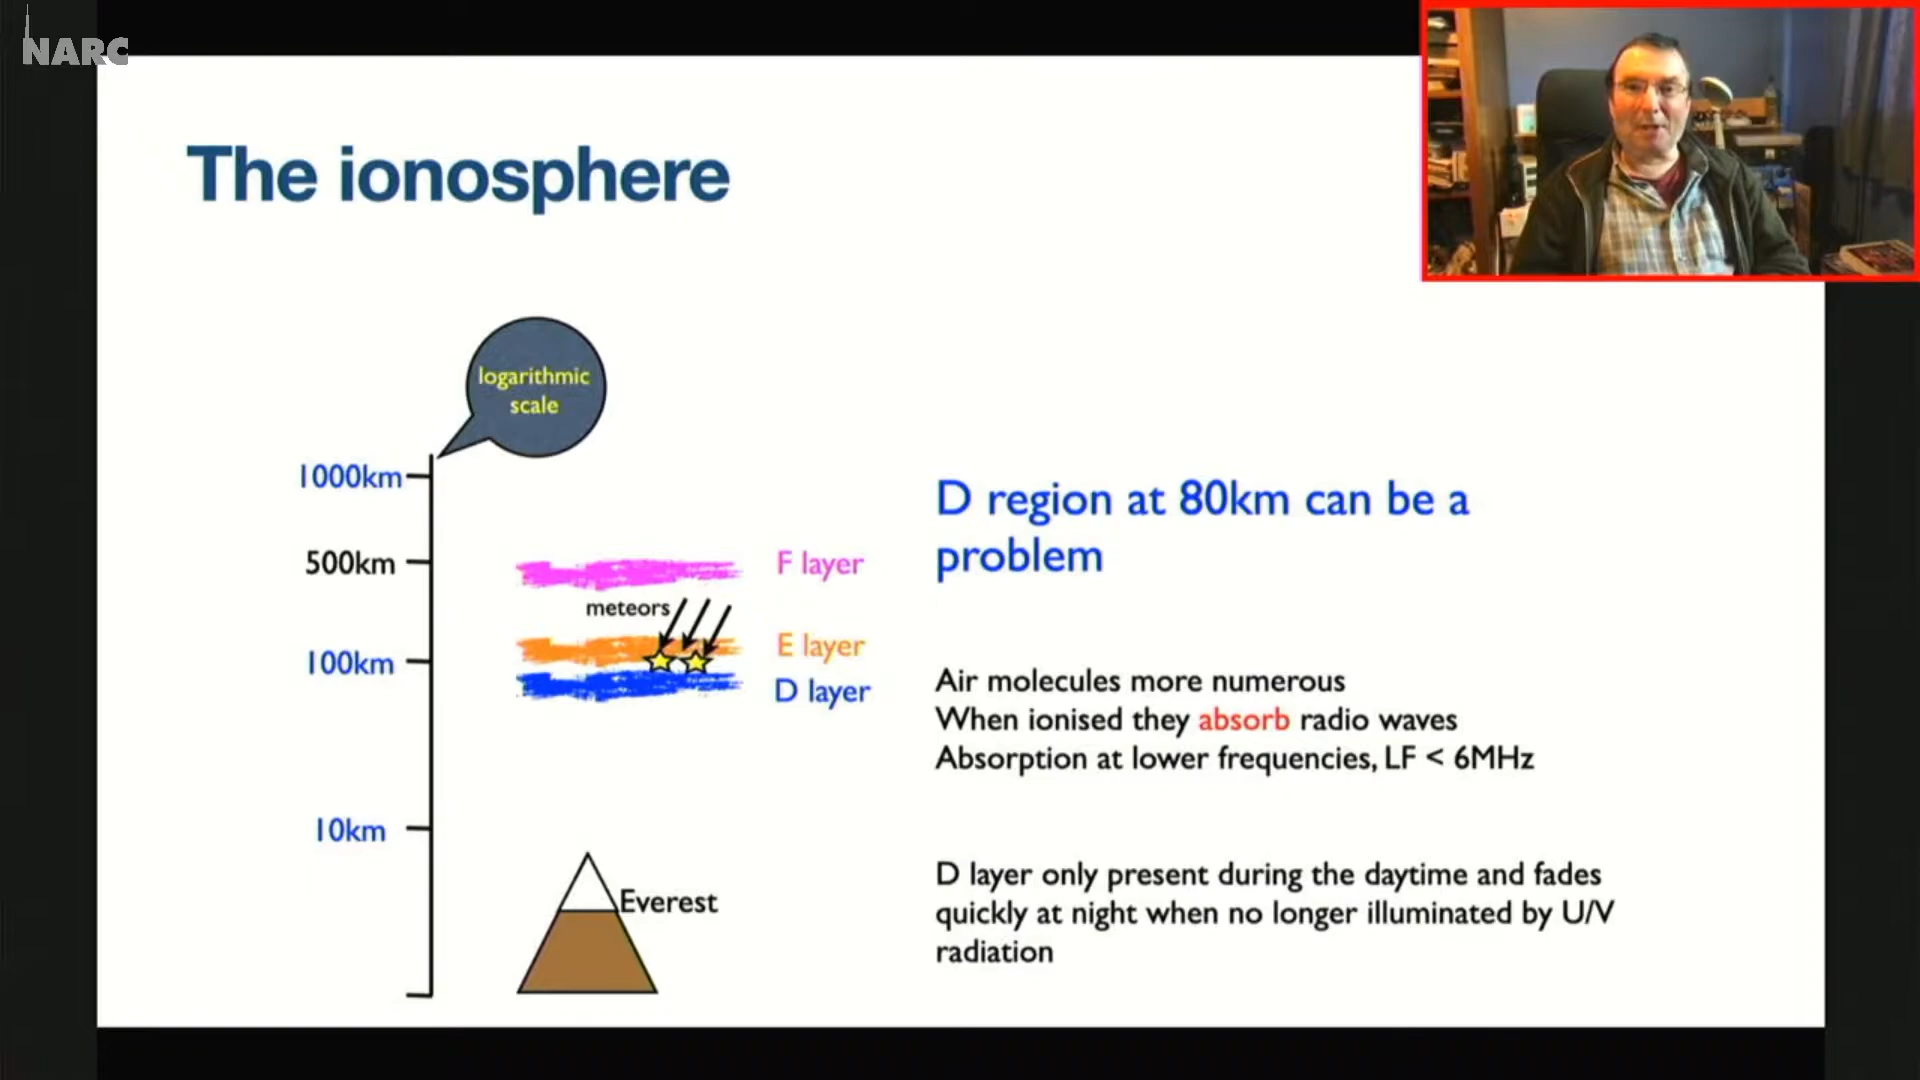 NARC
The ionosphere
logarithmic
scale
1000km
500km
100km
10km
F layer
meteors
E layer
D layer
Everest
D region at 80km can be a
problem
Air molecules more numerous
When ionised they absorb radio waves
Absorption at lower frequencies, LF < 6MHz
D layer only present during the daytime and fades
quickly at night when no longer illuminated by U/V
radiation